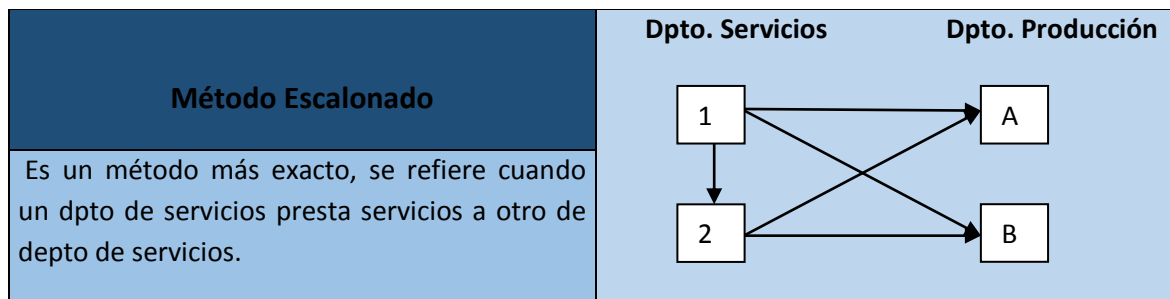 Método Escalonado
Es un método más exacto, se refiere cuando
un dpto de servicios presta servicios a otro de
depto de servicios.
Dpto. Servicios Dpto. Producción
1 A
2 B